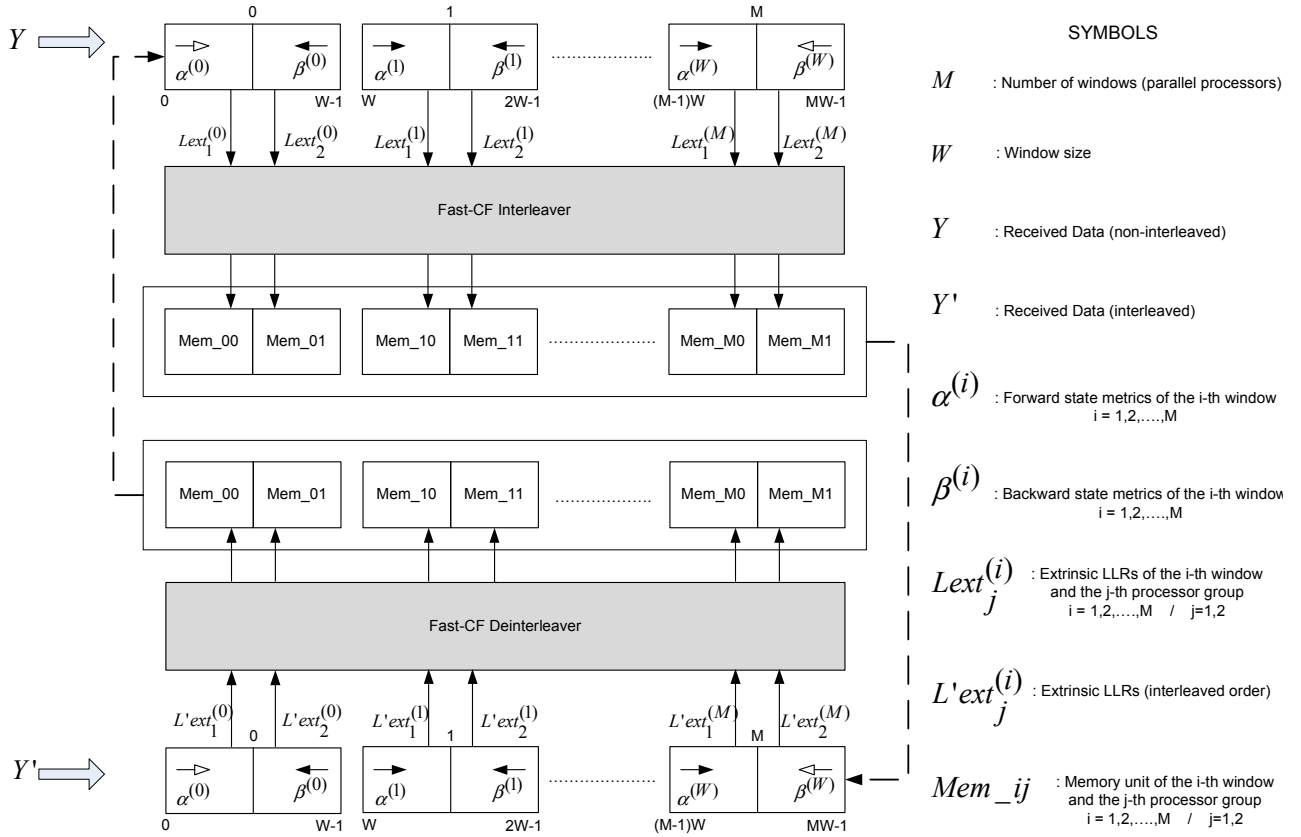 0 1 M
Y
α(0) β(0) α(1) β(1) ...................... α(W) β(W)
0 W-1 W 2W-1 (M-1)W MW-1
Lext1(0) Lext2(0) Lext1(1) Lext2(1) Lext1(M) Lext2(M)
Fast-CF Interleaver
Mem_00 Mem_01 Mem_10 Mem_11 ...................... Mem_M0 Mem_M1
Mem_00 Mem_01 Mem_10 Mem_11 ...................... Mem_M0 Mem_M1
Fast-CF Deinterleaver
L'ext1(0) L'ext2(0) L'ext1(1) L'ext2(1) L'ext1(M) L'ext2(M)
0 1 M
Y'
α(0) β(0) α(1) β(1) ...................... α(W) β(W)
0 W-1 W 2W-1 (M-1)W MW-1
SYMBOLS
M : Number of windows (parallel processors)
W : Window size
Y : Received Data (non-interleaved)
Y' : Received Data (interleaved)
α(i) : Forward state metrics of the i-th window
i = 1,2,….,M
β(i) : Backward state metrics of the i-th window
i = 1,2,….,M
Lextj(i) : Extrinsic LLRs of the i-th window
and the j-th processor group
i = 1,2,….,M / j=1,2
L'extj(i) : Extrinsic LLRs (interleaved order)
Mem_ij : Memory unit of the i-th window
and the j-th processor group
i = 1,2,….,M / j=1,2